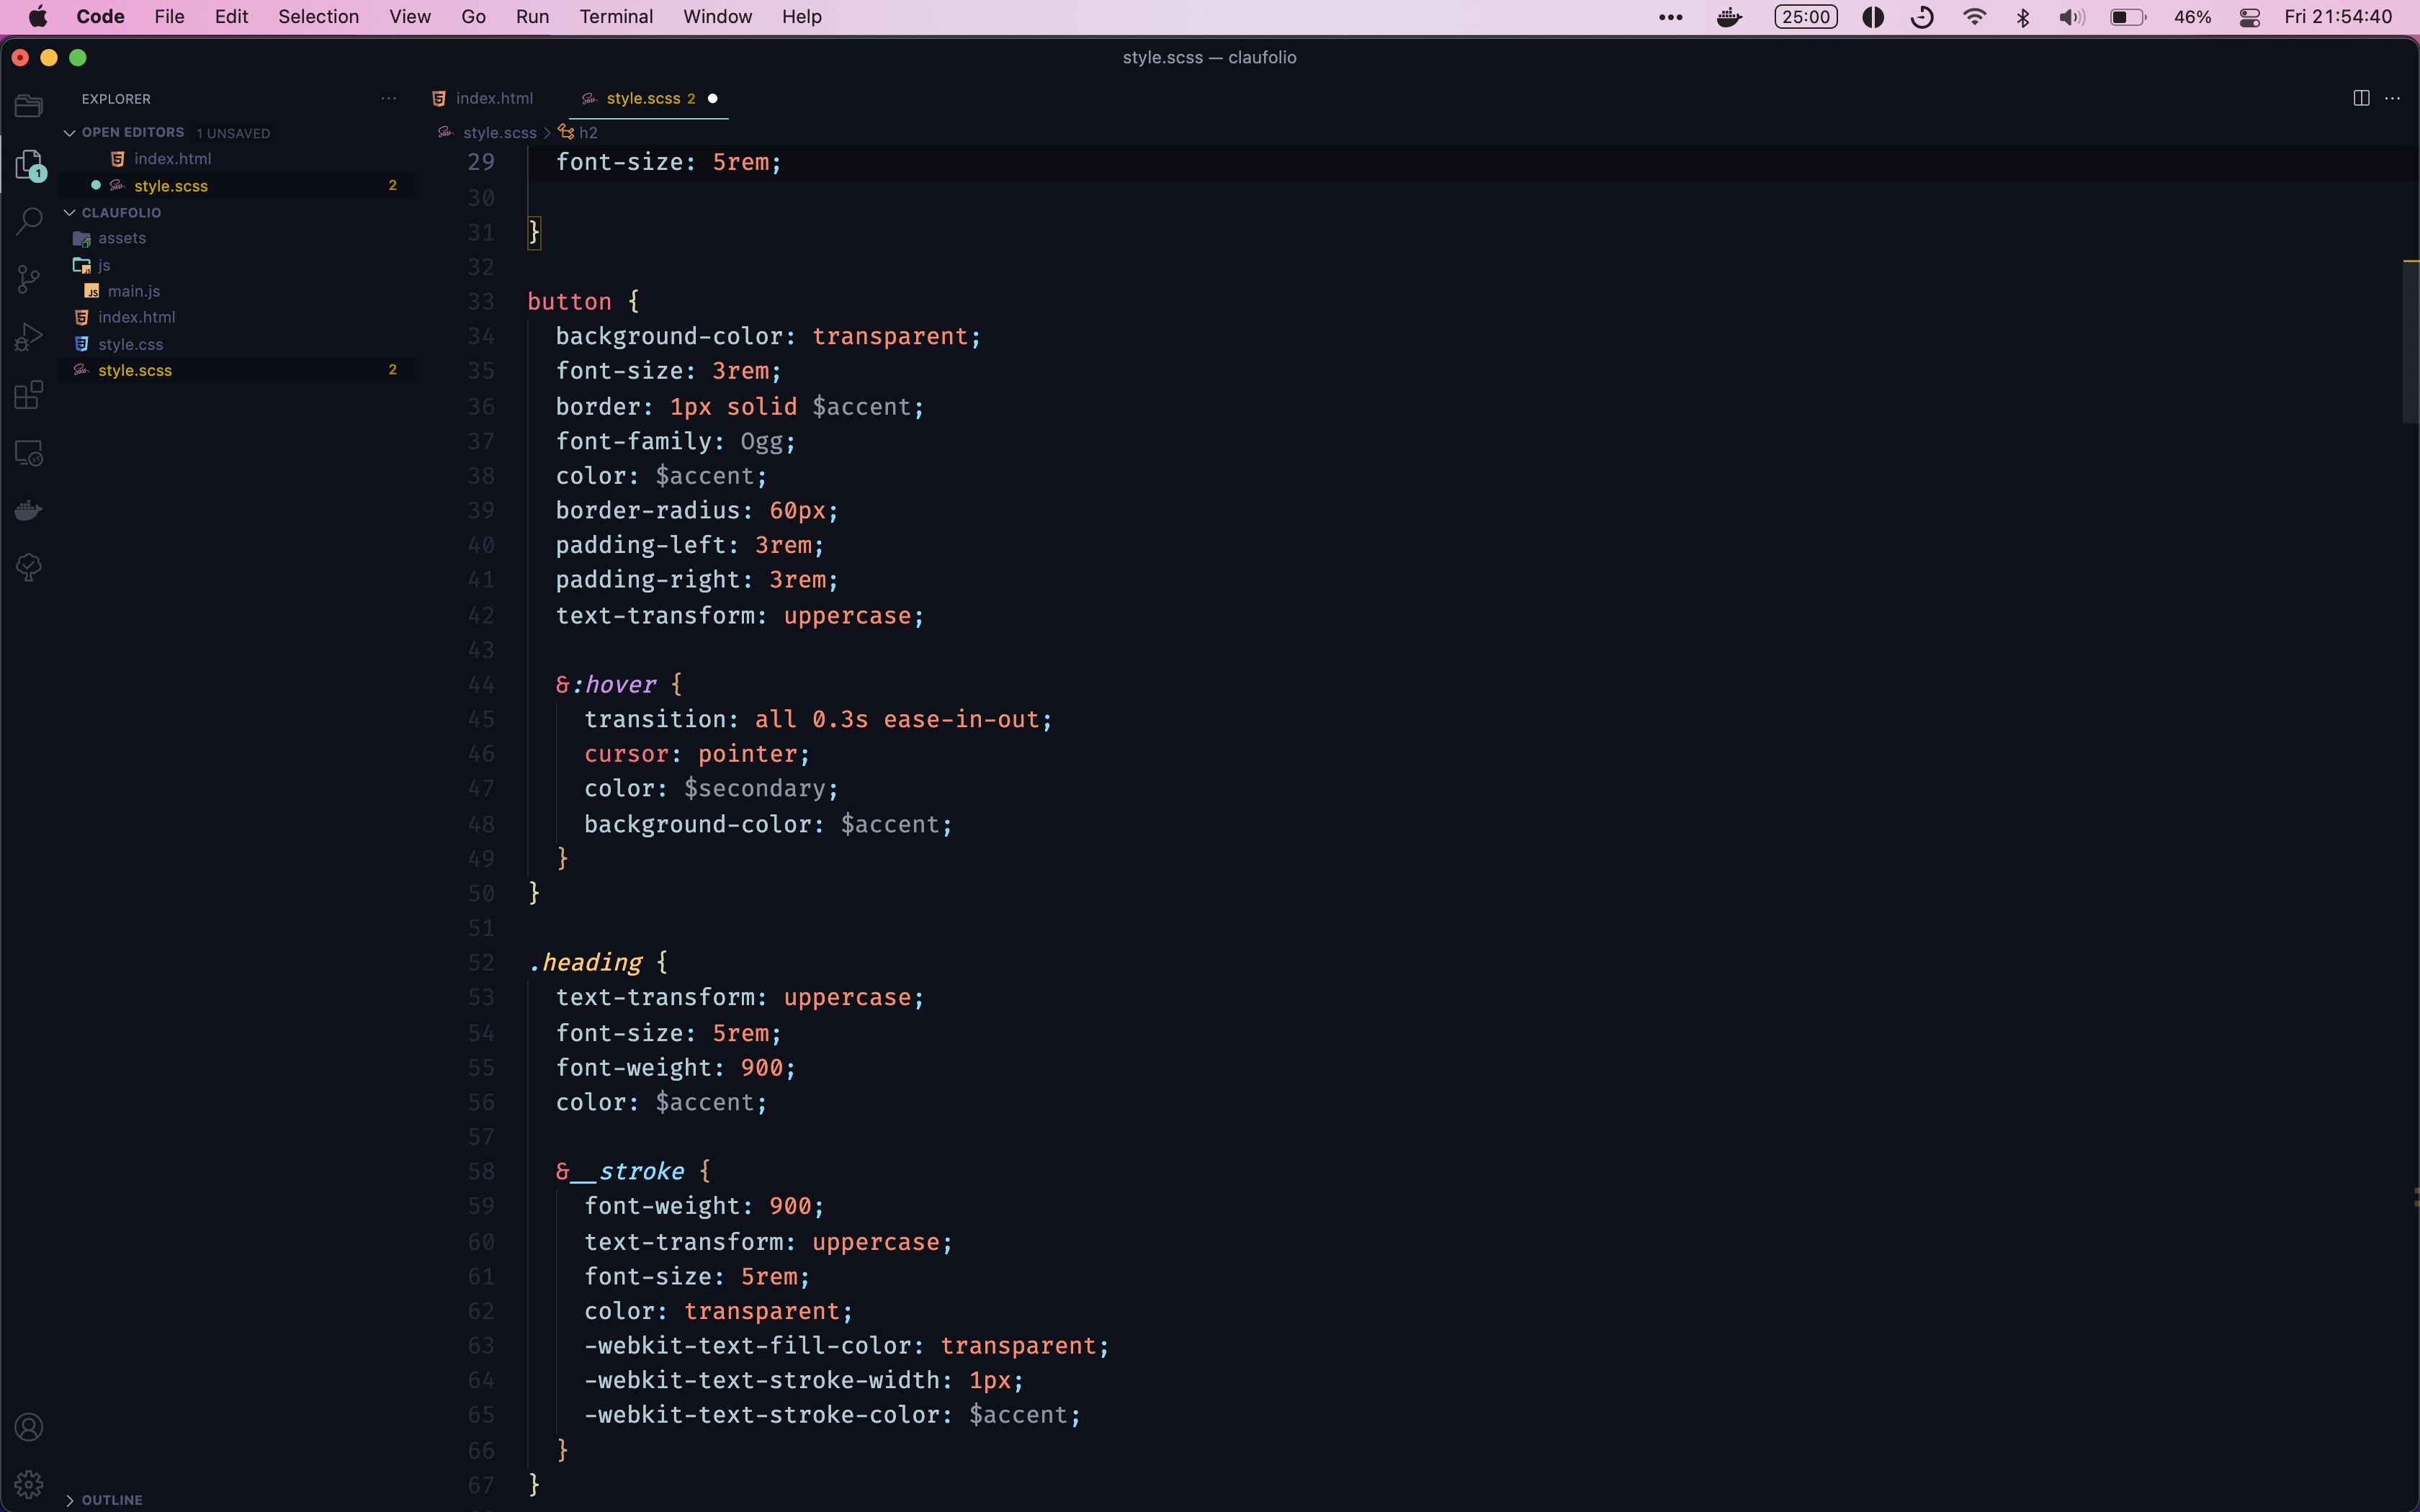 Code File Edit Selection View Go Run Terminal Window Help 25:00 46% Fri 21:54:40
style.scss — claufolio
EXPLORER
OPEN EDITORS 1 UNSAVED
index.html
style.scss 2
CLAUFOLIO
assets
js
JS main.js
index.html
style.css
style.scss 2
OUTLINE
1
index.html style.scss 2
style.scss > h2
29 font-size: 5rem;
30
31 }
32
33 button {
34 background-color: transparent;
35 font-size: 3rem;
36 border: 1px solid $accent;
37 font-family: Ogg;
38 color: $accent;
39 border-radius: 60px;
40 padding-left: 3rem;
41 padding-right: 3rem;
42 text-transform: uppercase;
43
44 &:hover {
45 transition: all 0.3s ease-in-out;
46 cursor: pointer;
47 color: $secondary;
48 background-color: $accent;
49 }
50 }
51
52 .heading {
53 text-transform: uppercase;
54 font-size: 5rem;
55 font-weight: 900;
56 color: $accent;
57
58 &__stroke {
59 font-weight: 900;
60 text-transform: uppercase;
61 font-size: 5rem;
62 color: transparent;
63 -webkit-text-fill-color: transparent;
64 -webkit-text-stroke-width: 1px;
65 -webkit-text-stroke-color: $accent;
66 }
67 }